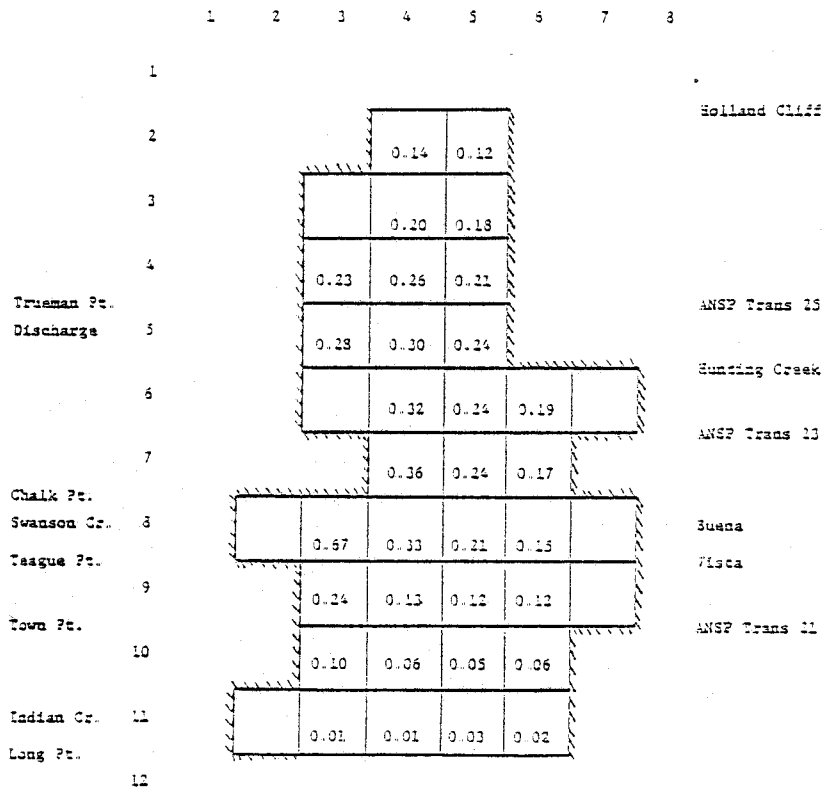 1 2 3 4 5 6 7 8
1
Holland Cliff
2 0.14 0.12
3 0.20 0.18
4 0.23 0.26 0.21
Trueman Pt. ANSP Trans 25
Discharge 5 0.28 0.30 0.24
Hunting Creek
6 0.32 0.24 0.19
ANSP Trans 23
7 0.36 0.24 0.17
Chalk Pt.
Swanson Cr. 8 0.67 0.33 0.21 0.15 Buena
Teague Pt. Vista
9 0.24 0.13 0.12 0.12
Town Pt. ANSP Trans 21
10 0.10 0.06 0.05 0.06
Indian Cr. 11 0.01 0.01 0.03 0.02
Long Pt.
12